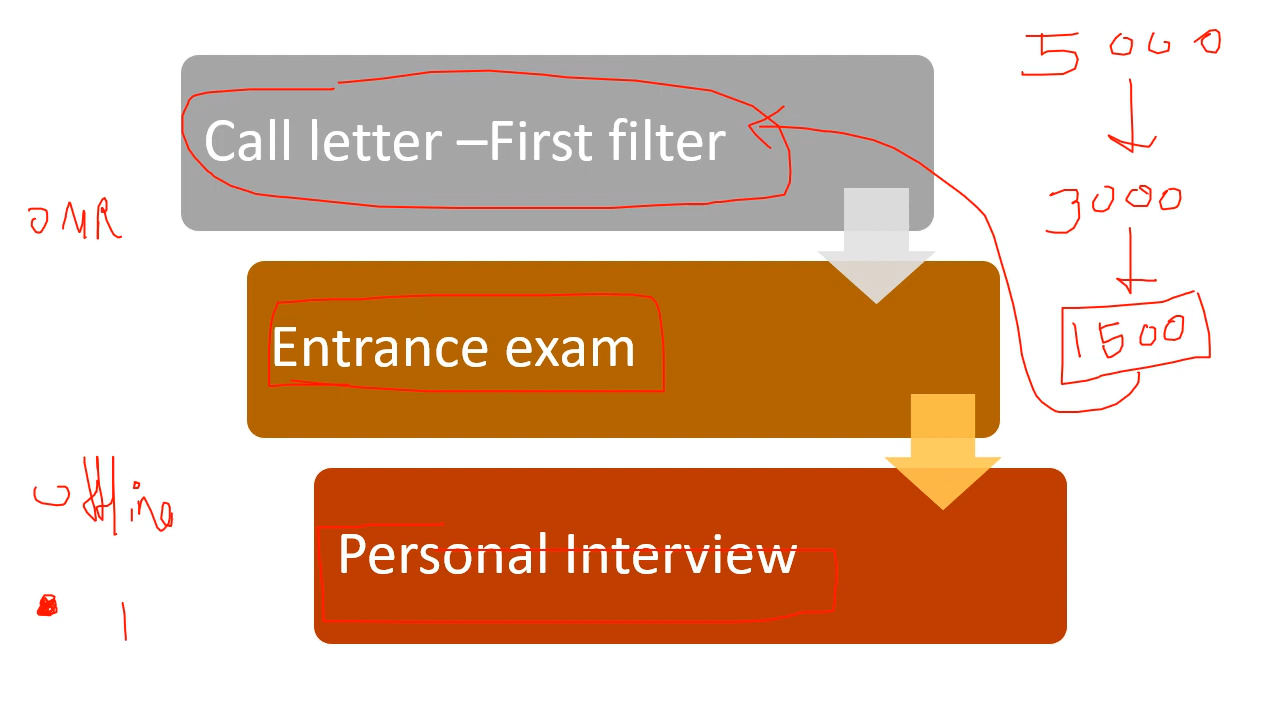 5000
Call letter –First filter
3000
OMR
1500
Entrance exam
offline
Personal Interview